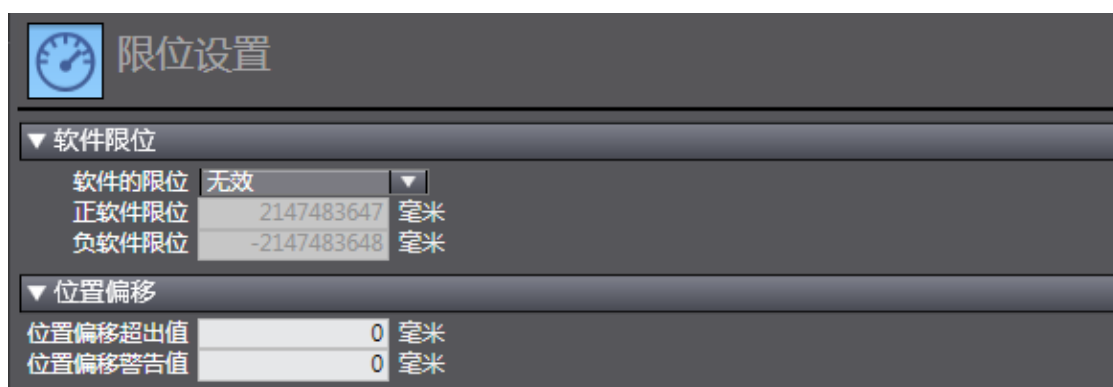 限位设置
▼ 软件限位
软件的限位 无效 ▼
正软件限位 2147483647 毫米
负软件限位 -2147483648 毫米
▼ 位置偏移
位置偏移超出值 0 毫米
位置偏移警告值 0 毫米